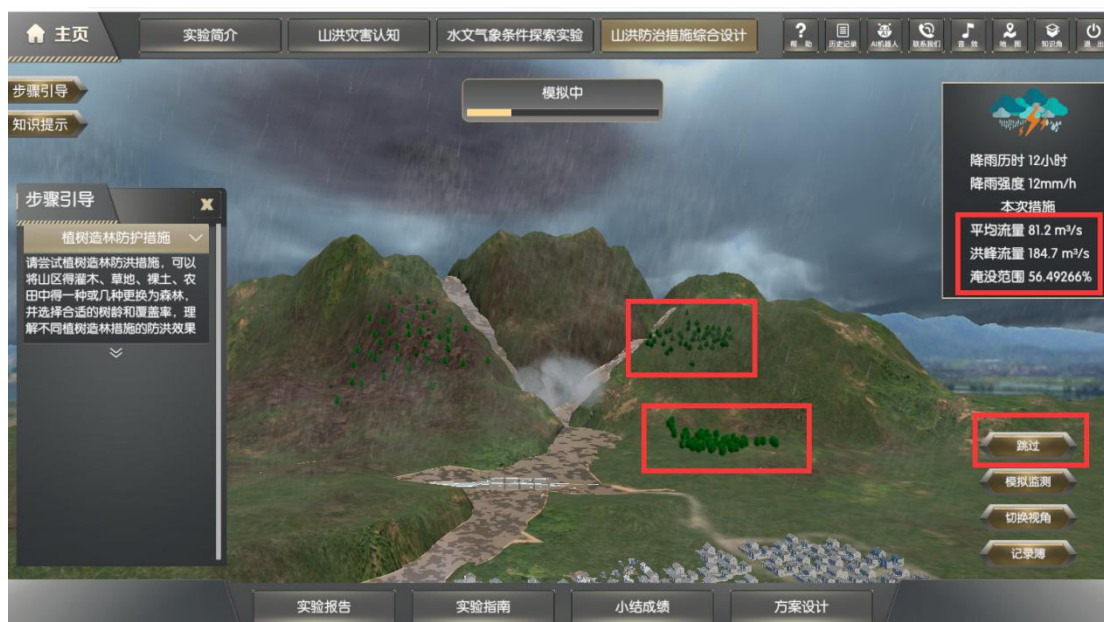 主页
实验简介
山洪灾害认知
水文气象条件探索实验
山洪防治措施综合设计
帮 助
历史记录
AI机器人
联系我们
音 效
地 图
知识角
退 出
步骤引导
知识提示
模拟中
降雨历时 12小时
降雨强度 12mm/h
本次措施
平均流量 81.2 m³/s
洪峰流量 184.7 m³/s
淹没范围 56.49266%
步骤引导
植树造林防护措施
请尝试植树造林防洪措施，可以
将山区得灌木、草地、裸土、农
田中得一种或几种更换为森林，
并选择合适的树龄和覆盖率，理
解不同植树造林措施的防洪效果
跳过
模拟监测
切换视角
记录簿
实验报告
实验指南
小结成绩
方案设计